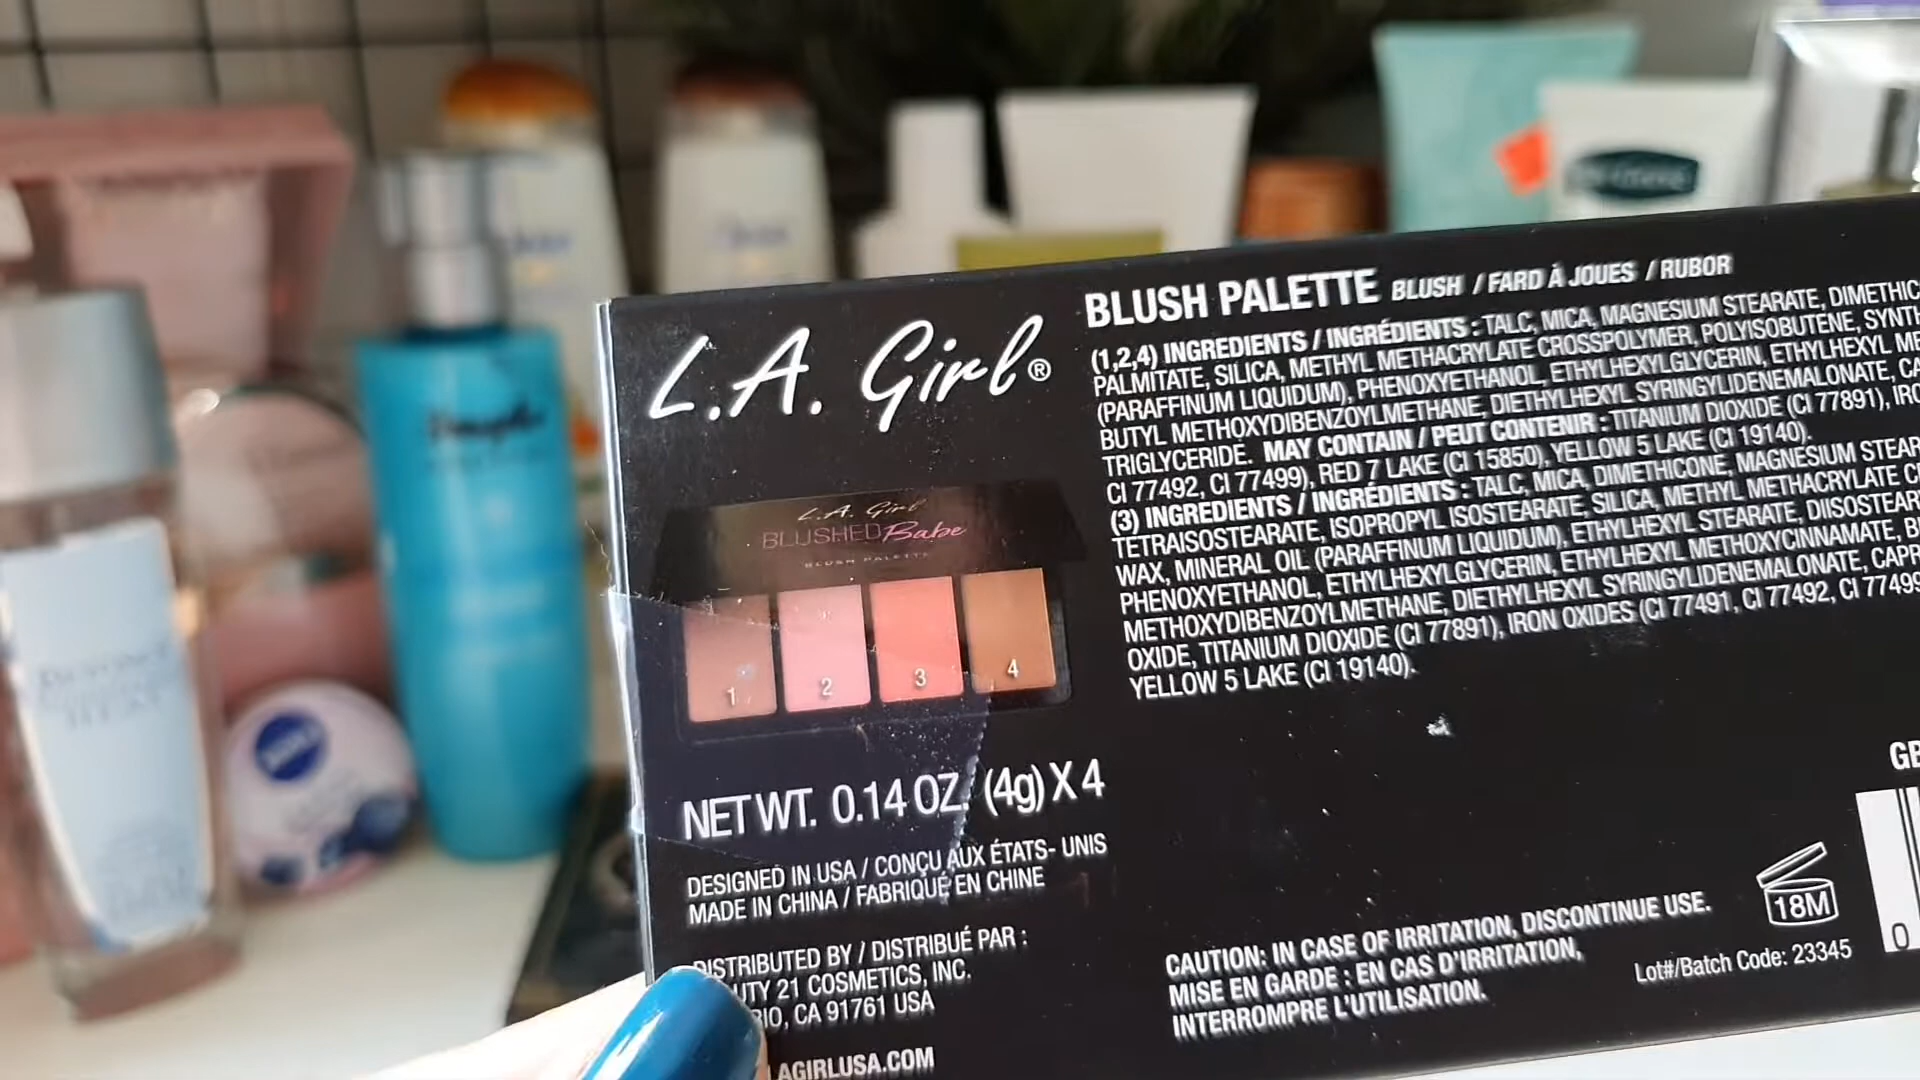 L.A. Girl®
BLUSH PALETTE BLUSH / FARD À JOUES / RUBOR
(1,2,4) INGREDIENTS / INGRÉDIENTS : TALC, MICA, MAGNESIUM STEARATE, DIMETHIC
PALMITATE, SILICA, METHYL METHACRYLATE CROSSPOLYMER, POLYISOBUTENE, SYNT
(PARAFFINUM LIQUIDUM), PHENOXYETHANOL, ETHYLHEXYLGLYCERIN, ETHYLHEXYL ME
BUTYL METHOXYDIBENZOYLMETHANE, DIETHYLHEXYL SYRINGYLIDENEMALONATE, CA
TRIGLYCERIDE. MAY CONTAIN / PEUT CONTENIR : TITANIUM DIOXIDE (CI 77891), IRO
CI 77492, CI 77499), RED 7 LAKE (CI 15850), YELLOW 5 LAKE (CI 19140).
(3) INGREDIENTS / INGRÉDIENTS : TALC, MICA, DIMETHICONE, MAGNESIUM STEAR
TETRAISOSTEARATE, ISOPROPYL ISOSTEARATE, SILICA, METHYL METHACRYLATE C
WAX, MINERAL OIL (PARAFFINUM LIQUIDUM), ETHYLHEXYL STEARATE, DIISOSTEAR
PHENOXYETHANOL, ETHYLHEXYLGLYCERIN, ETHYLHEXYL METHOXYCINNAMATE, B
METHOXYDIBENZOYLMETHANE, DIETHYLHEXYL SYRINGYLIDENEMALONATE, CAPR
OXIDE, TITANIUM DIOXIDE (CI 77891), IRON OXIDES (CI 77491, CI 77492, CI 77499
YELLOW 5 LAKE (CI 19140).
L.A. Girl
BLUSHED Babe
BLUSH PALETTE
1 2 3 4
NET WT. 0.14 OZ. (4g) X 4
DESIGNED IN USA / CONÇU AUX ÉTATS- UNIS
MADE IN CHINA / FABRIQUÉ EN CHINE
DISTRIBUTED BY / DISTRIBUÉ PAR :
UTY 21 COSMETICS, INC.
IO, CA 91761 USA
AGIRLUSA.COM
CAUTION: IN CASE OF IRRITATION, DISCONTINUE USE.
MISE EN GARDE : EN CAS D'IRRITATION,
INTERROMPRE L'UTILISATION.
18M
Lot#/Batch Code: 23345
GB
0
NIVEA